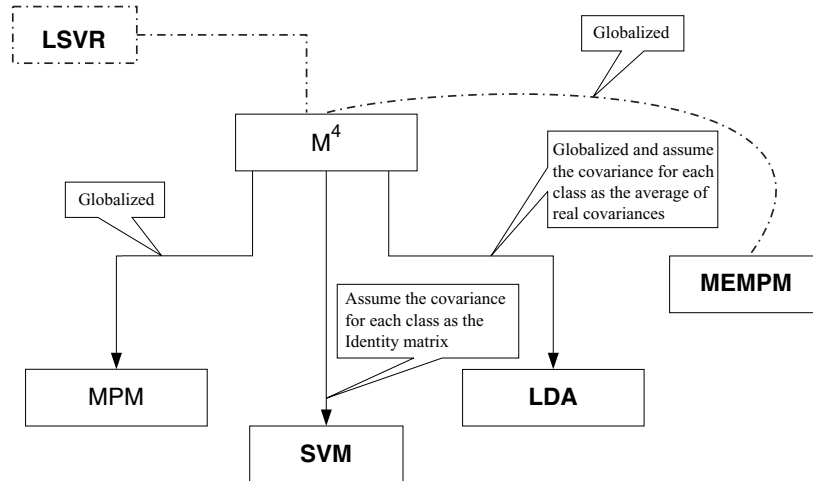 LSVR
Globalized
M⁴
Globalized and assume
the covariance for each
class as the average of
real covariances
Globalized
MEMPM
Assume the covariance
for each class as the
Identity matrix
MPM
LDA
SVM